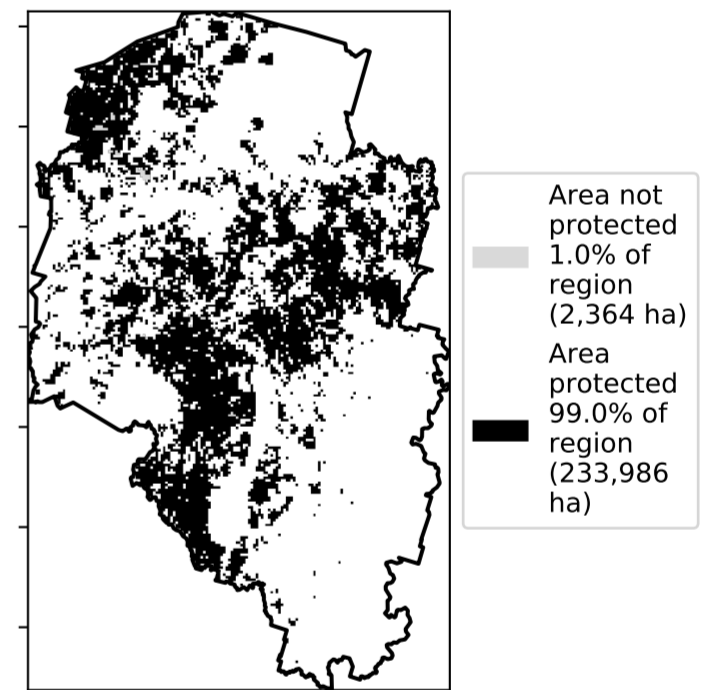 Area not
protected
1.0% of
region
(2,364 ha)
Area
protected
99.0% of
region
(233,986
ha)